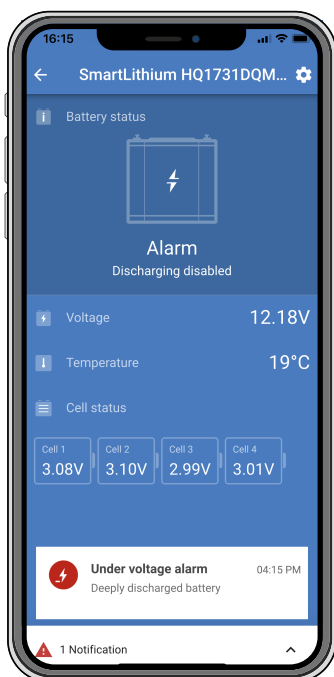 16:15
SmartLithium HQ1731DQM...
Battery status
Alarm
Discharging disabled
Voltage 12.18V
Temperature 19°C
Cell status
Cell 1 Cell 2 Cell 3 Cell 4
3.08V 3.10V 2.99V 3.01V
Under voltage alarm 04:15 PM
Deeply discharged battery
1 Notification